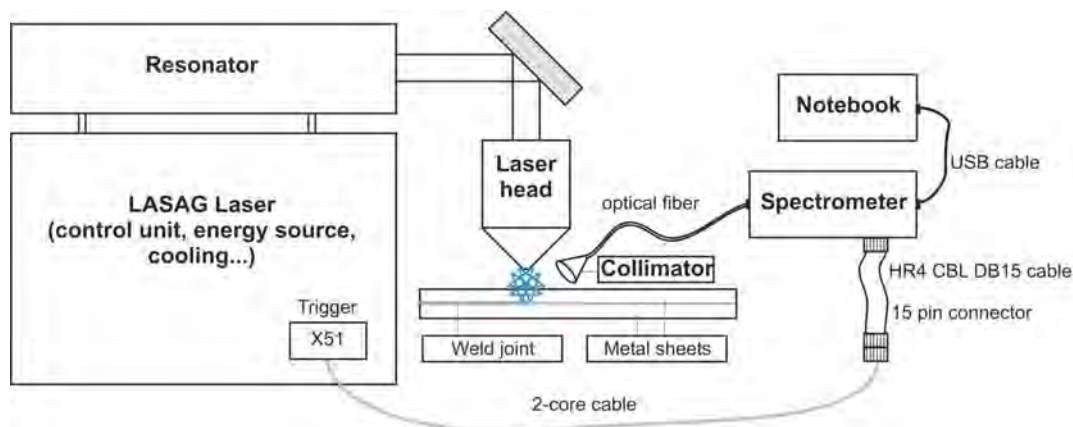 Resonator
LASAG Laser
(control unit, energy source,
cooling...)
Trigger
X51
Laser
head
optical fiber
Collimator
Weld joint
Metal sheets
Notebook
USB cable
Spectrometer
HR4 CBL DB15 cable
15 pin connector
2-core cable